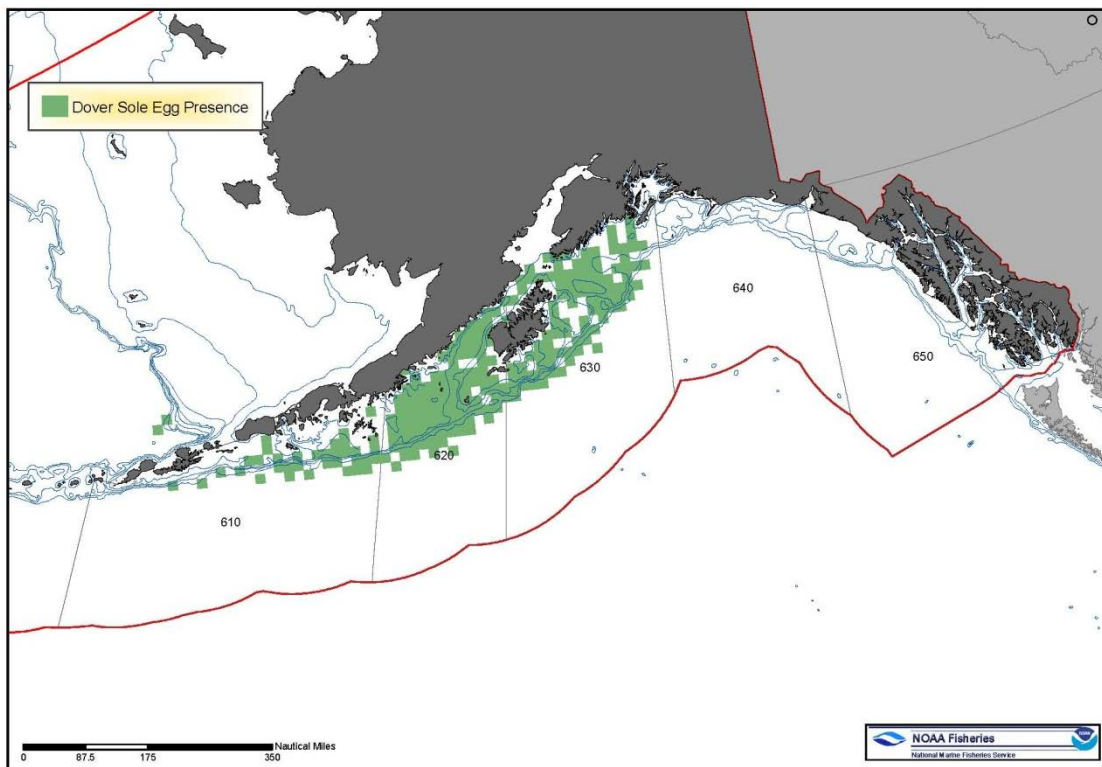 Dover Sole Egg Presence
640
650
630
620
610
Nautical Miles
0 87.5 175 350
NOAA Fisheries
National Marine Fisheries Service